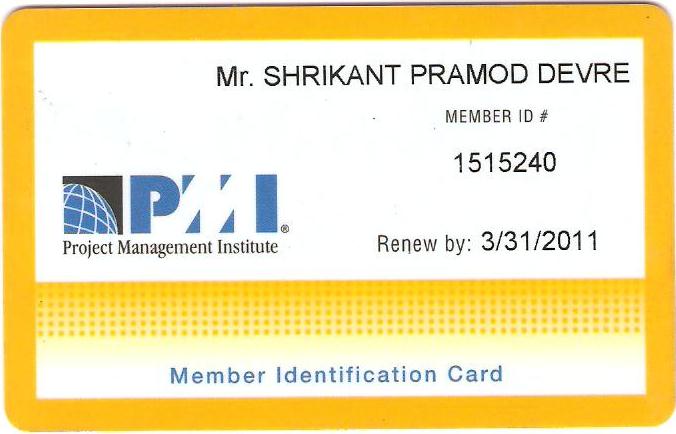 Mr. SHRIKANT PRAMOD DEVRE
MEMBER ID #
1515240
PMI®
Project Management Institute
Renew by: 3/31/2011
Member Identification Card